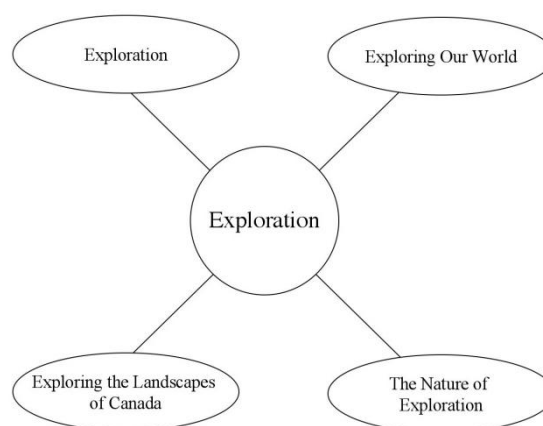 Exploration
Exploring Our World
Exploration
Exploring the Landscapes
of Canada
The Nature of
Exploration